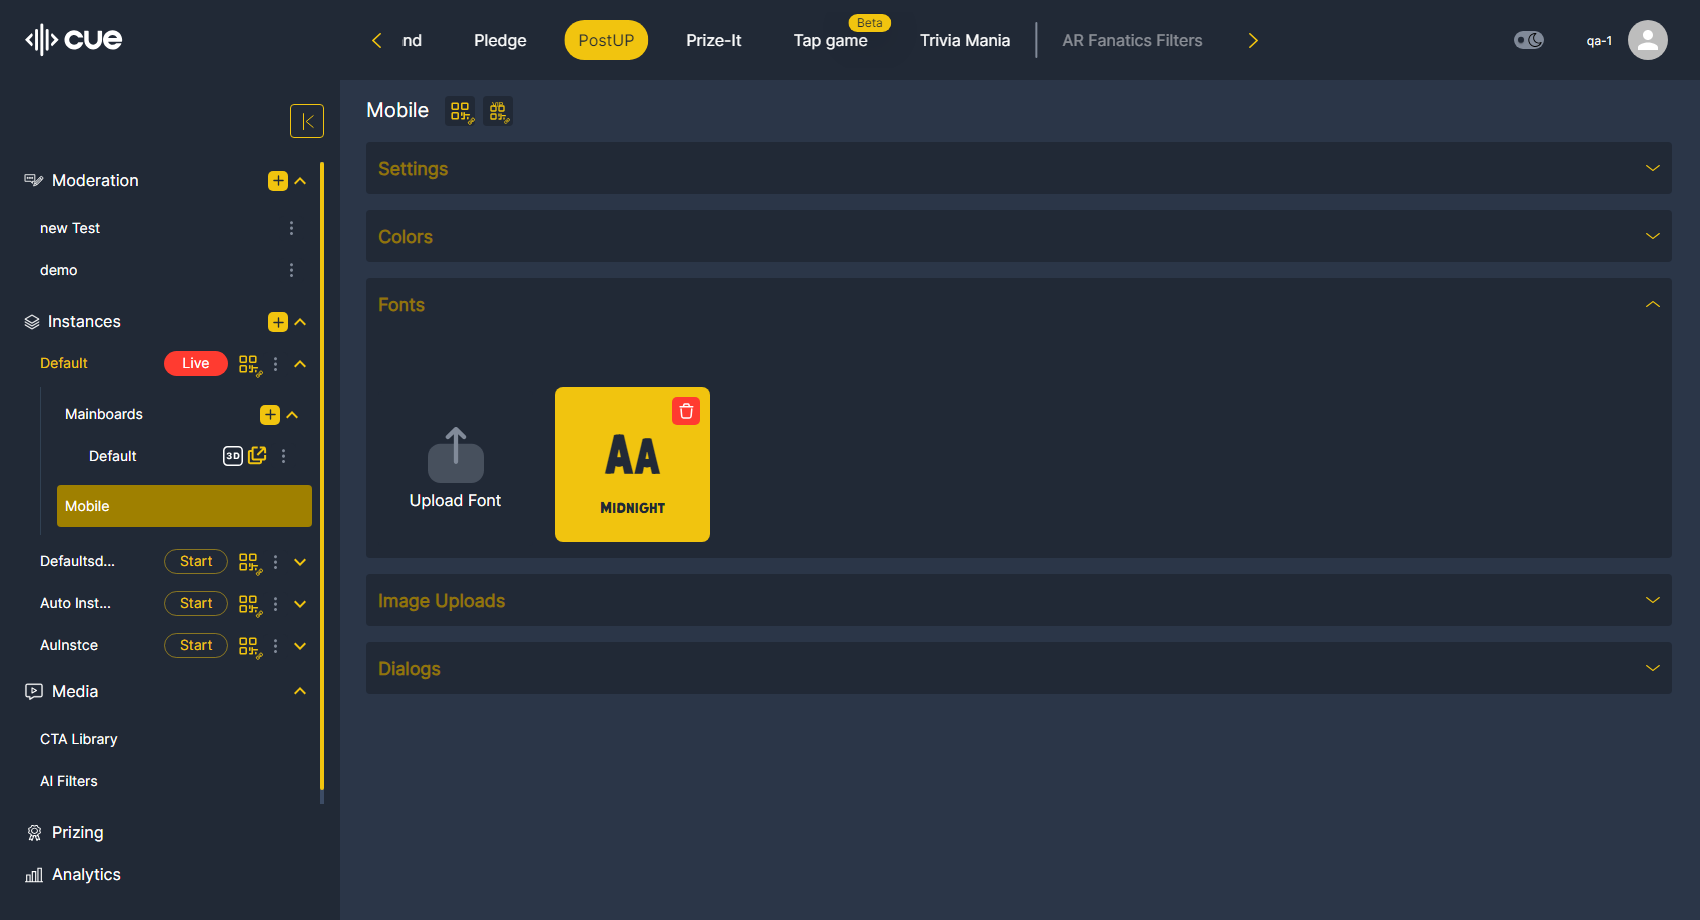 cue
nd
Pledge
PostUP
Prize-It
Beta
Tap game
Trivia Mania
AR Fanatics Filters
qa-1
Mobile
VIP
Moderation
new Test
demo
Instances
Default
Live
Mainboards
Default
3D
Mobile
Defaultsd...
Start
Auto Inst...
Start
AuInstce
Start
Media
CTA Library
AI Filters
Prizing
Analytics
Settings
Colors
Fonts
Upload Font
AA
MIDNIGHT
Image Uploads
Dialogs